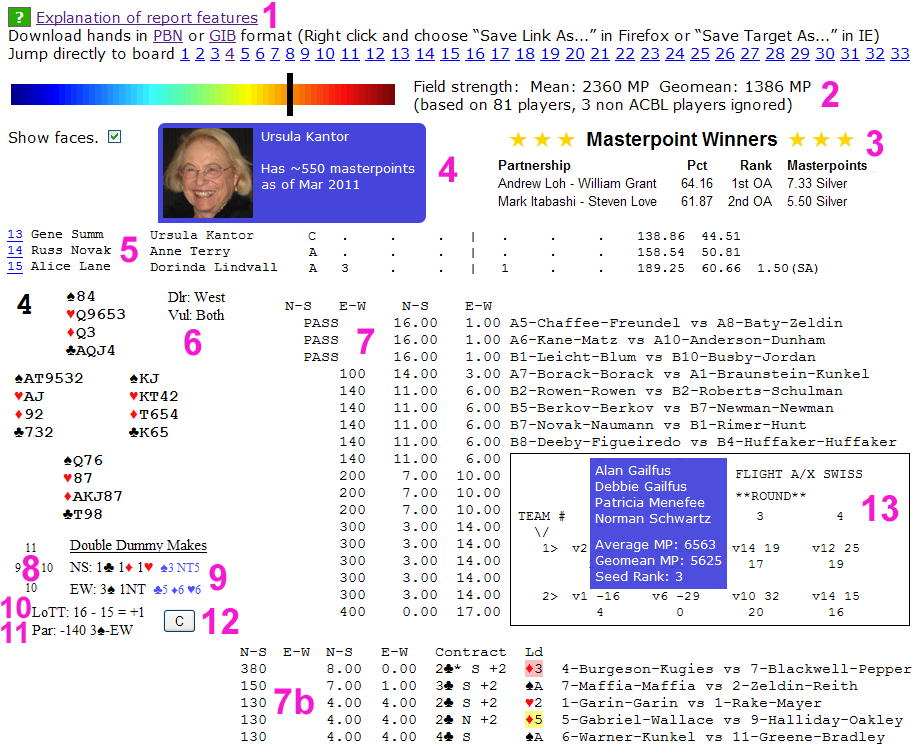 ? Explanation of report features 1
Download hands in PBN or GIB format (Right click and choose “Save Link As...” in Firefox or “Save Target As...” in IE)
Jump directly to board 1 2 3 4 5 6 7 8 9 10 11 12 13 14 15 16 17 18 19 20 21 22 23 24 25 26 27 28 29 30 31 32 33
Field strength: Mean: 2360 MP Geomean: 1386 MP
(based on 81 players, 3 non ACBL players ignored)
2
Show faces.
Ursula Kantor
Has ~550 masterpoints
as of Mar 2011
4
★ ★ ★ Masterpoint Winners ★ ★ ★
3
Partnership Pct Rank Masterpoints
Andrew Loh - William Grant 64.16 1st OA 7.33 Silver
Mark Itabashi - Steven Love 61.87 2nd OA 5.50 Silver
13 Gene Summ Ursula Kantor C . . . | . . . 138.86 44.51
14 Russ Novak Anne Terry A . . . | . . . 158.54 50.81
15 Alice Lane Dorinda Lindvall A 3 . . | 1 . . 189.25 60.66 1.50(SA)
5
4
♠84
♥Q9653
♦Q3
♣AQJ4
Dlr: West
Vul: Both
6
♠AT9532 ♠KJ
♥AJ ♥KT42
♦92 ♦T654
♣732 ♣K65
♠Q76
♥87
♦AKJ87
♣T98
11
9 10
10
8
Double Dummy Makes
NS: 1♣ 1♦ 1♥ ♠3 NT5
EW: 3♠ 1NT ♣5 ♦6 ♥6
9
10
LoTT: 16 - 15 = +1
11
Par: -140 3♠-EW
C
12
N-S E-W N-S E-W
7
PASS 16.00 1.00 A5-Chaffee-Freundel vs A8-Baty-Zeldin
PASS 16.00 1.00 A6-Kane-Matz vs A10-Anderson-Dunham
PASS 16.00 1.00 B1-Leicht-Blum vs B10-Busby-Jordan
100 14.00 3.00 A7-Borack-Borack vs A1-Braunstein-Kunkel
140 11.00 6.00 B2-Rowen-Rowen vs B2-Roberts-Schulman
140 11.00 6.00 B5-Berkov-Berkov vs B7-Newman-Newman
140 11.00 6.00 B7-Novak-Naumann vs B1-Rimer-Hunt
140 11.00 6.00 B8-Deeby-Figueiredo vs B4-Huffaker-Huffaker
140 11.00 6.00
200 7.00 10.00
200 7.00 10.00
200 7.00 10.00
300 3.00 14.00
300 3.00 14.00
300 3.00 14.00
300 3.00 14.00
300 3.00 14.00
400 0.00 17.00
Alan Gailfus
Debbie Gailfus
Patricia Menefee
Norman Schwartz
Average MP: 6563
Geomean MP: 5625
Seed Rank: 3
FLIGHT A/X SWISS
**ROUND**
TEAM # 3 4
\/
1> v2 v14 19 v12 25
17 19
2> v1 -16 v6 -29 v10 32 v14 15
4 0 20 16
13
N-S E-W N-S E-W Contract Ld
380 8.00 0.00 2♣* S +2 ♦3 4-Burgeson-Kugies vs 7-Blackwell-Pepper
150 7.00 1.00 3♣ S +2 ♠A 7-Maffia-Maffia vs 2-Zeldin-Reith
130 4.00 4.00 2♣ S +2 ♥2 1-Garin-Garin vs 1-Rake-Mayer
130 4.00 4.00 2♣ N +2 ♦5 5-Gabriel-Wallace vs 9-Halliday-Oakley
130 4.00 4.00 4♣ S ♠A 6-Warner-Kunkel vs 11-Greene-Bradley
7b